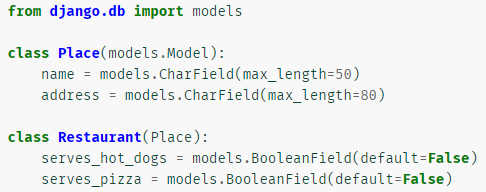 from django.db import models

class Place(models.Model):
    name = models.CharField(max_length=50)
    address = models.CharField(max_length=80)

class Restaurant(Place):
    serves_hot_dogs = models.BooleanField(default=False)
    serves_pizza = models.BooleanField(default=False)